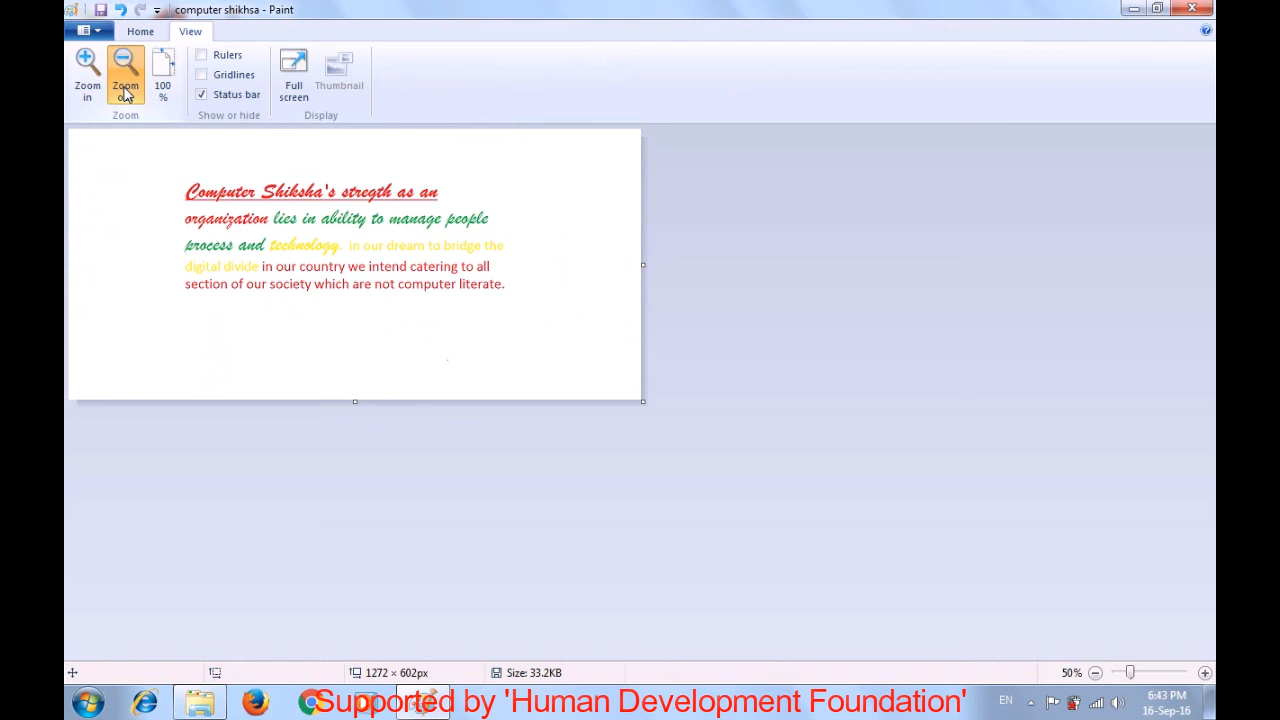 computer shikhsa - Paint
Home View
Zoom in
Zoom
100 %
Rulers
Gridlines
Status bar
Full screen
Thumbnail
Zoom
Show or hide
Display
Computer Shiksha's stregth as an
organization lies in ability to manage people
process and technology. in our dream to bridge the
digital divide in our country we intend catering to all
section of our society which are not computer literate.
1272 × 602px
Size: 33.2KB
50%
EN
6:43 PM
16-Sep-16
Supported by 'Human Development Foundation'